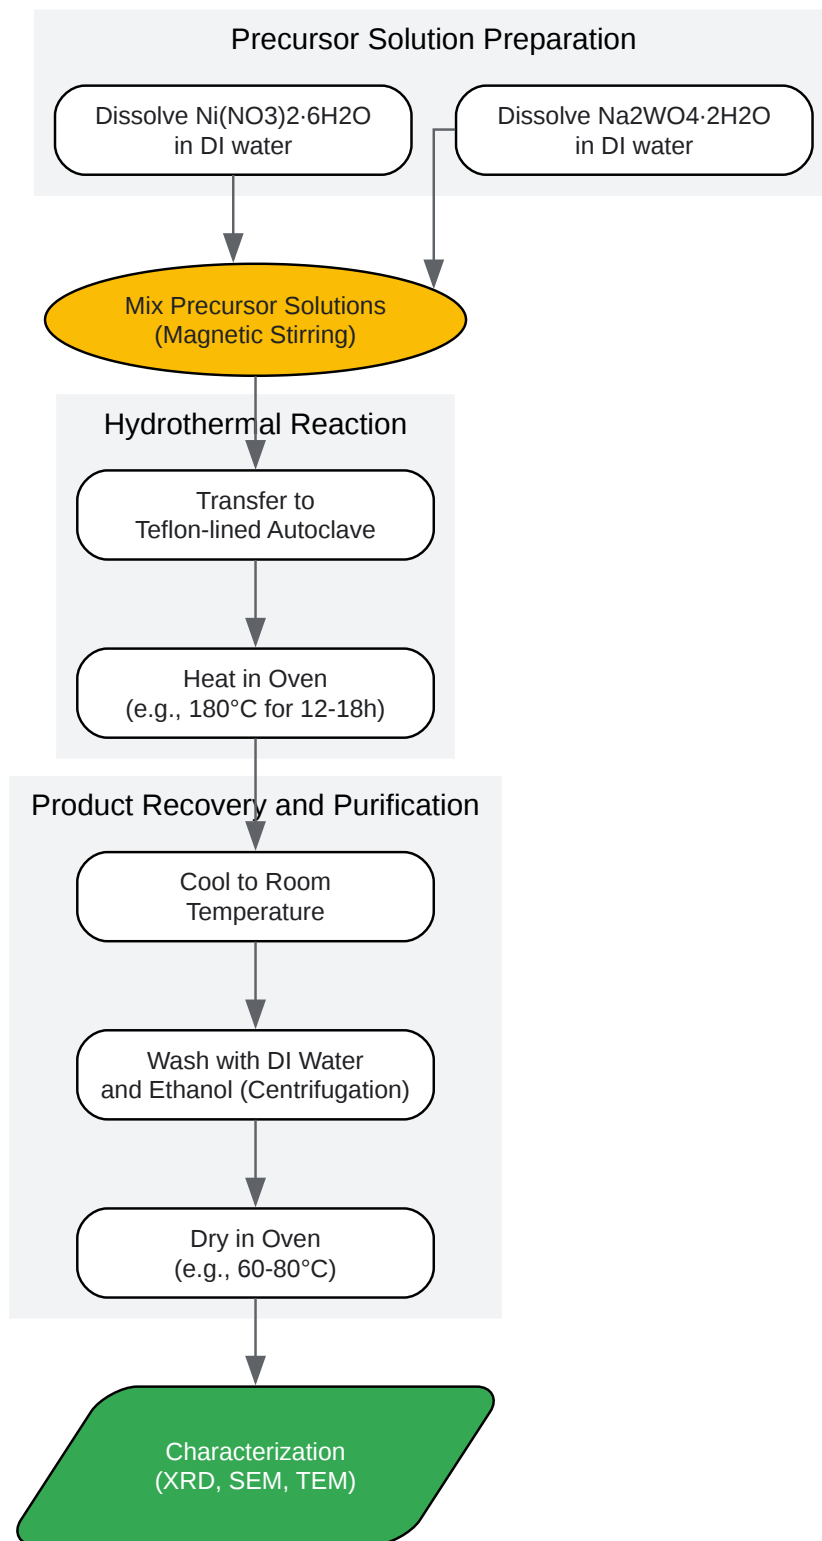 Precursor Solution Preparation
Dissolve Ni(NO3)2·6H2O
in DI water
Dissolve Na2WO4·2H2O
in DI water
Mix Precursor Solutions
(Magnetic Stirring)
Hydrothermal Reaction
Transfer to
Teflon-lined Autoclave
Heat in Oven
(e.g., 180°C for 12-18h)
Product Recovery and Purification
Cool to Room
Temperature
Wash with DI Water
and Ethanol (Centrifugation)
Dry in Oven
(e.g., 60-80°C)
Characterization
(XRD, SEM, TEM)